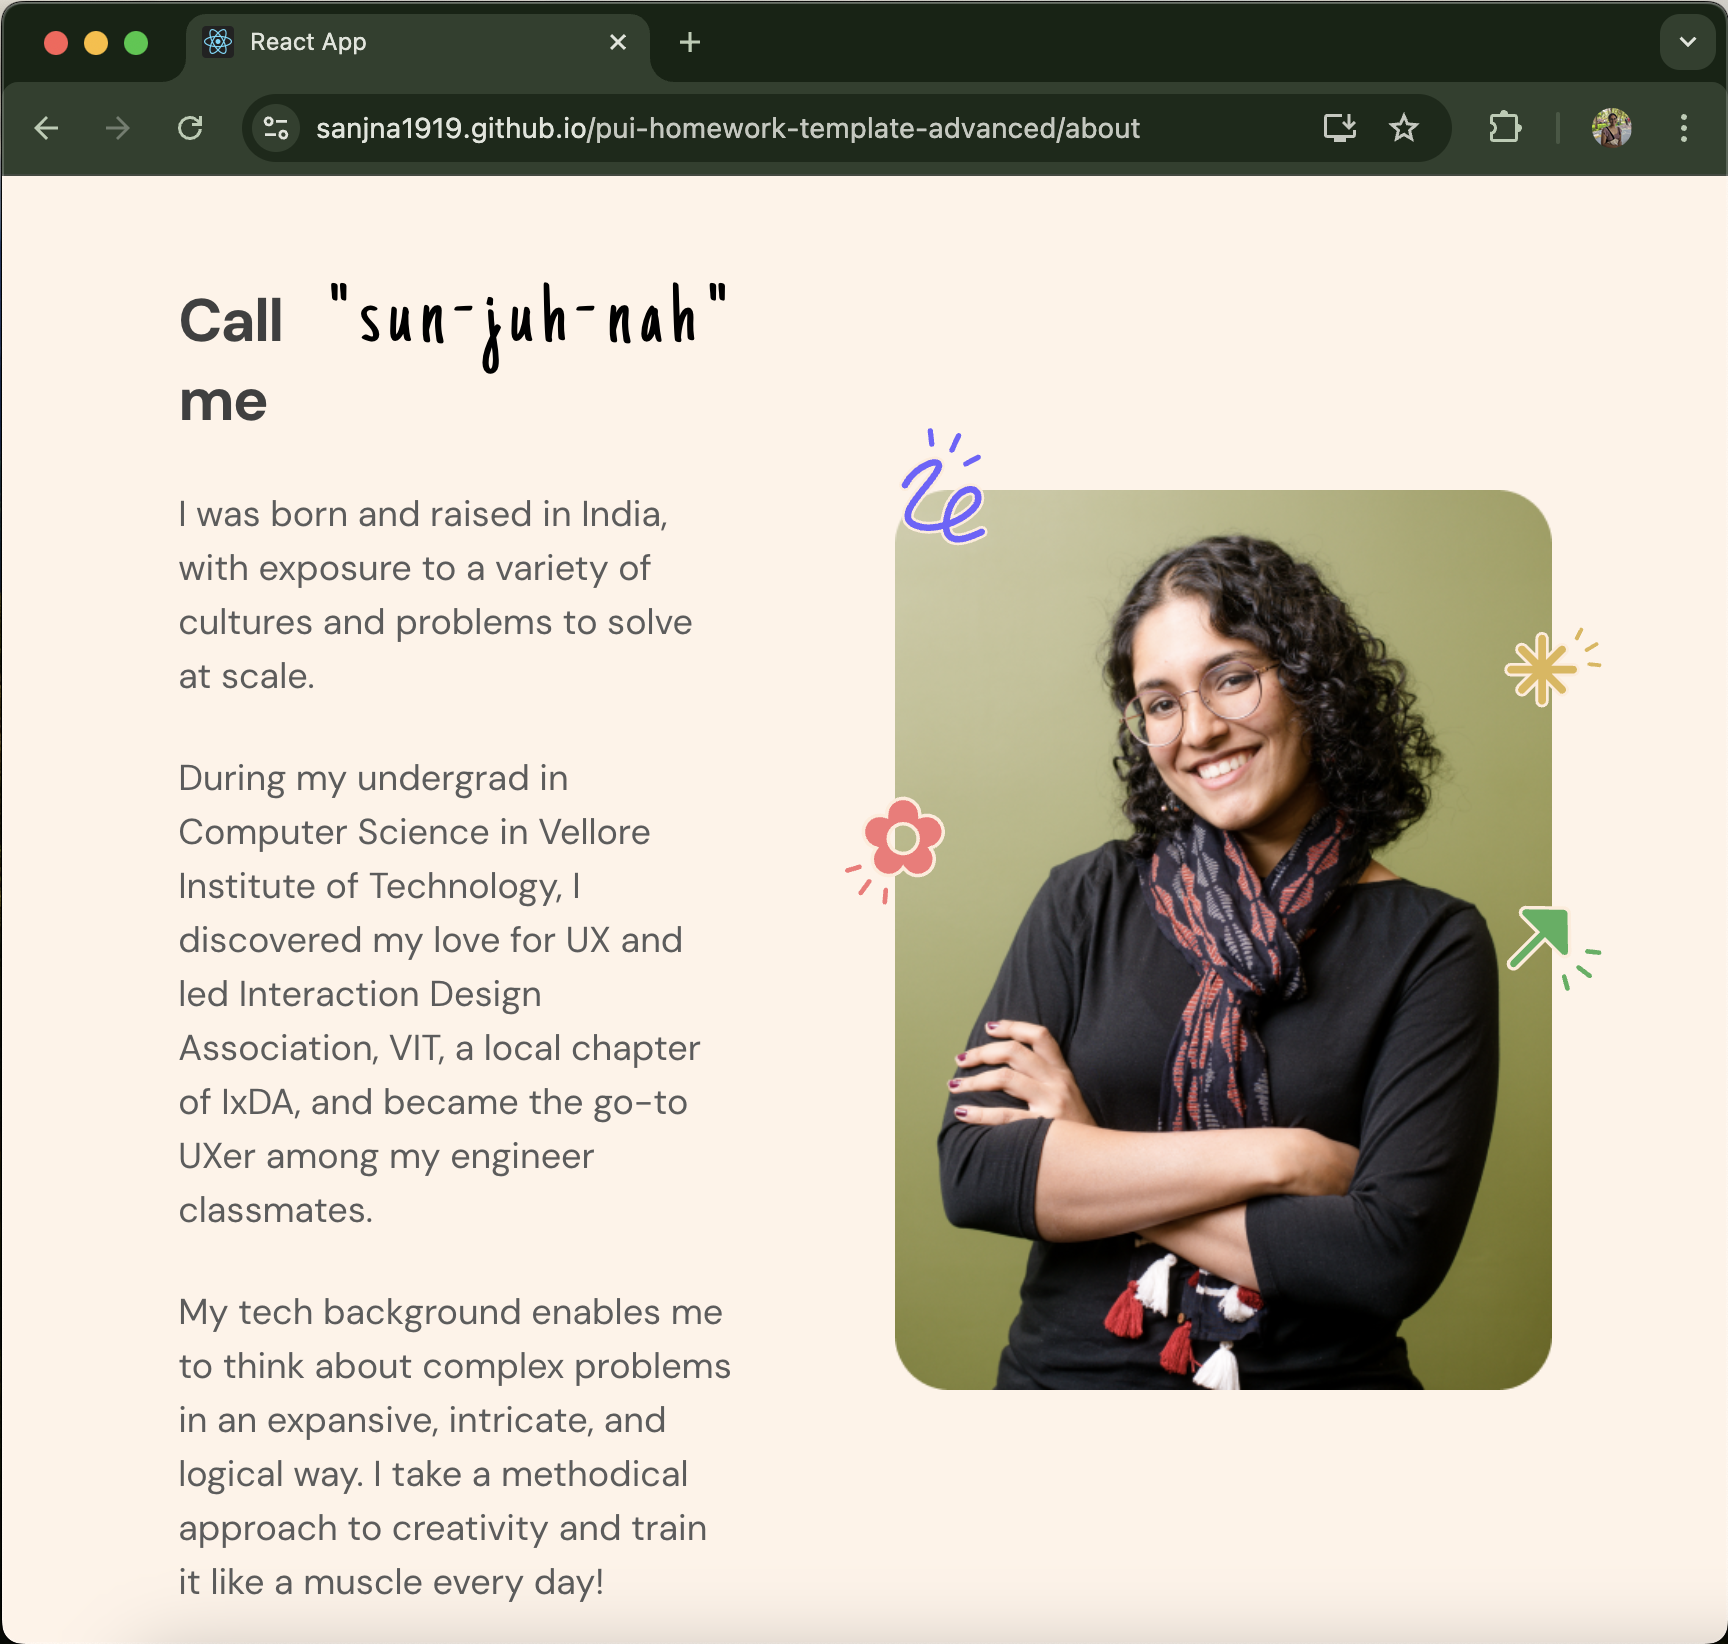 React App
sanjna1919.github.io/pui-homework-template-advanced/about
Call "sun-juh-nah"
me
I was born and raised in India,
with exposure to a variety of
cultures and problems to solve
at scale.
During my undergrad in
Computer Science in Vellore
Institute of Technology, I
discovered my love for UX and
led Interaction Design
Association, VIT, a local chapter
of IxDA, and became the go-to
UXer among my engineer
classmates.
My tech background enables me
to think about complex problems
in an expansive, intricate, and
logical way. I take a methodical
approach to creativity and train
it like a muscle every day!